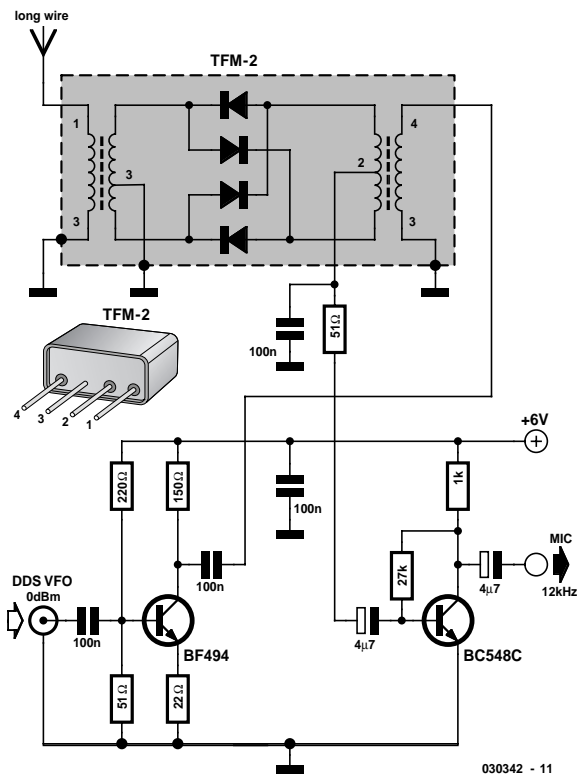 long wire
TFM-2
1
3
3
2
4
3
TFM-2
4
3
2
1
100n
51Ω
+6V
220Ω
150Ω
100n
1k
DDS VFO
0dBm
100n
100n
27k
4µ7
MIC
12kHz
4µ7
BF494
BC548C
51Ω
22Ω
030342 - 11